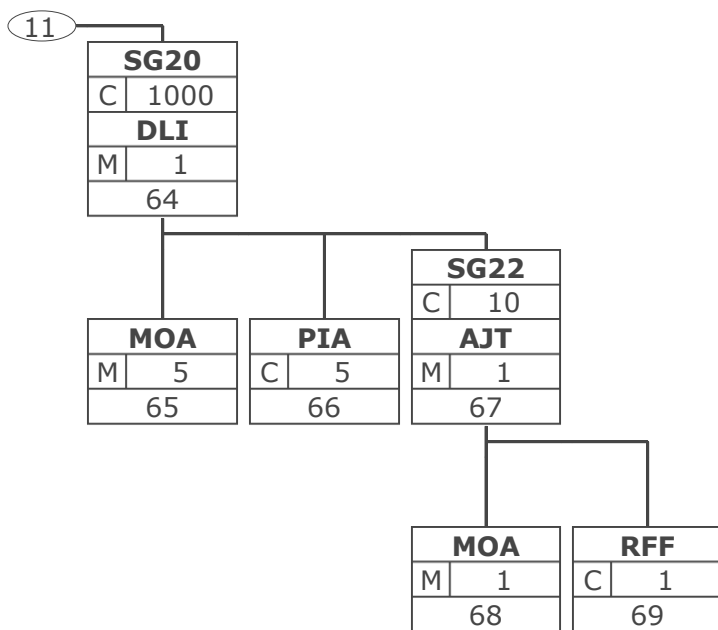 11
SG20
C 1000
DLI
M 1
64
MOA
M 5
65
PIA
C 5
66
SG22
C 10
AJT
M 1
67
MOA
M 1
68
RFF
C 1
69